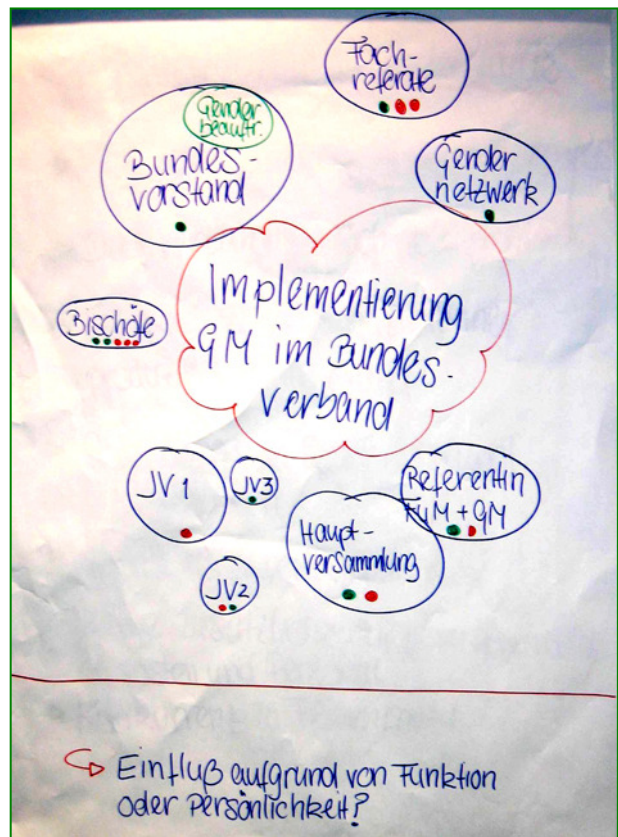 Fach-
referate
Gender
beauftr.
Bundes-
vorstand
Gender
netzwerk
Implementierung
GM im Bundes-
verband
Bischöfe
JV1
JV3
JV2
Haupt-
versammlung
Referentin
FuM + GM
Einfluß aufgrund von Funktion
oder Persönlichkeit?